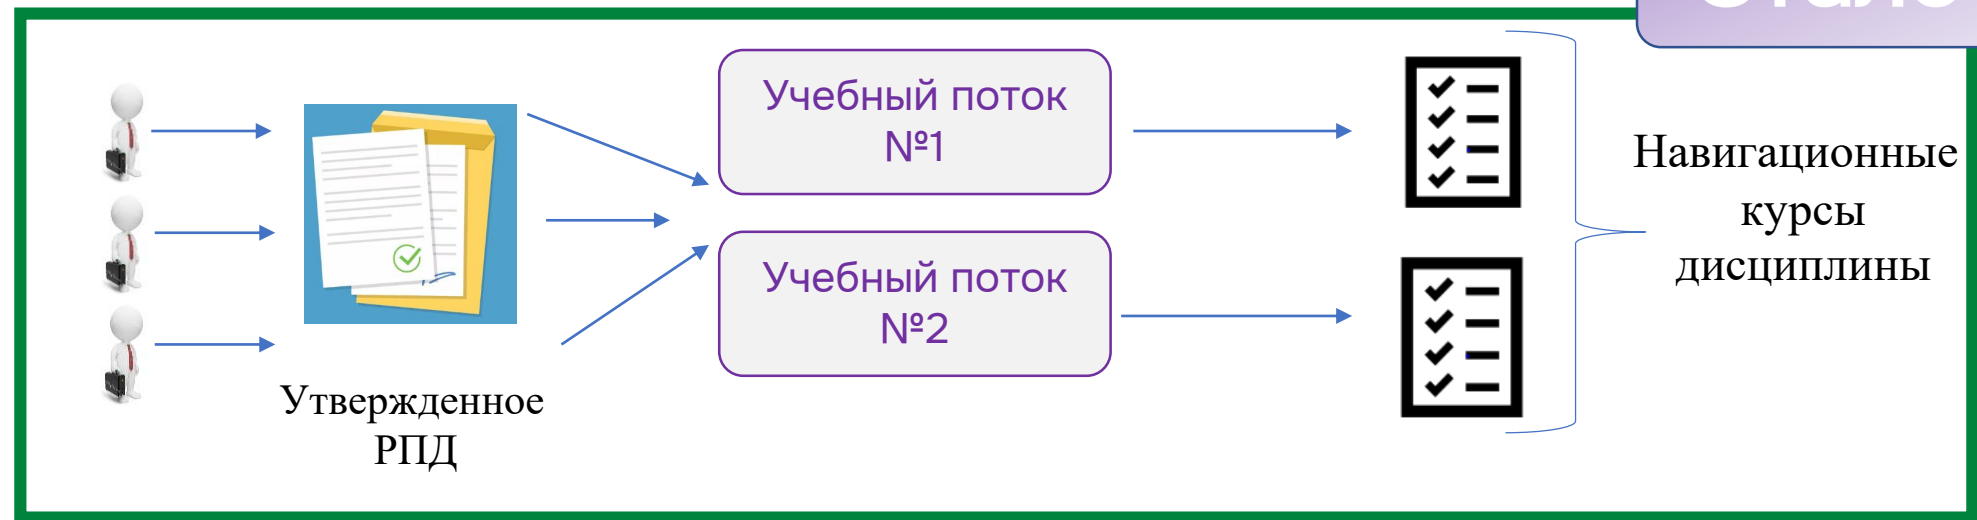 Учебный поток
№1
Учебный поток
№2
Навигационные
курсы
дисциплины
Утвержденное
РПД